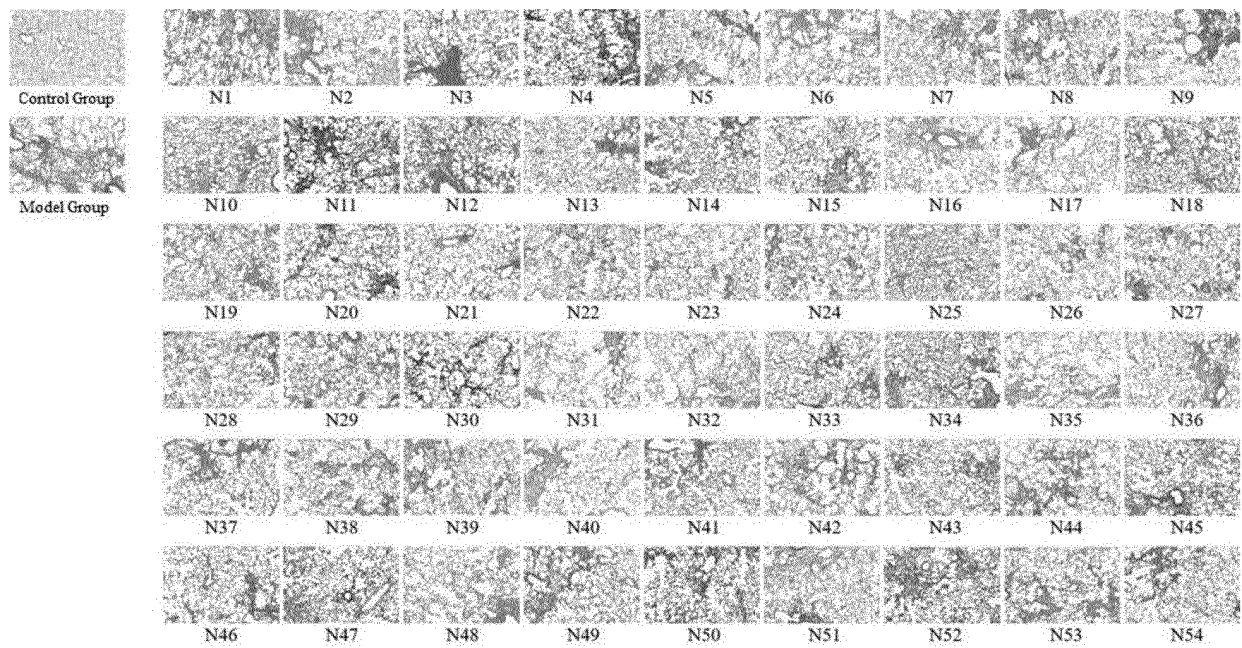 Control Group
N1 N2 N3 N4 N5 N6 N7 N8 N9
Model Group
N10 N11 N12 N13 N14 N15 N16 N17 N18
N19 N20 N21 N22 N23 N24 N25 N26 N27
N28 N29 N30 N31 N32 N33 N34 N35 N36
N37 N38 N39 N40 N41 N42 N43 N44 N45
N46 N47 N48 N49 N50 N51 N52 N53 N54